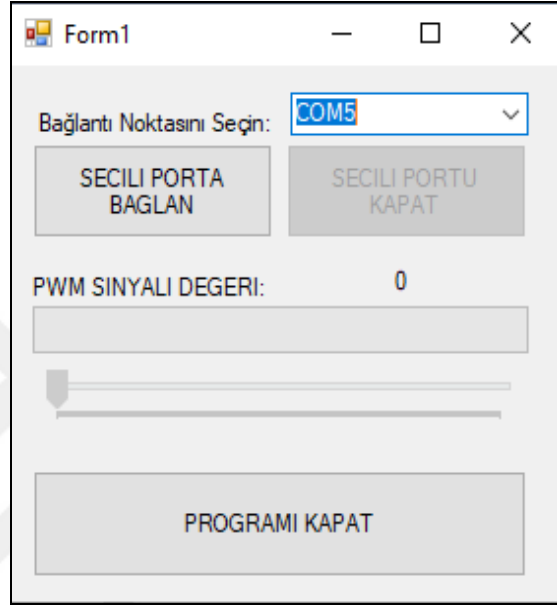 Form1
Bağlantı Noktasını Seçin:
COM5
SECILI PORTA
BAGLAN
SECILI PORTU
KAPAT
PWM SINYALI DEGERI:
0
PROGRAMI KAPAT